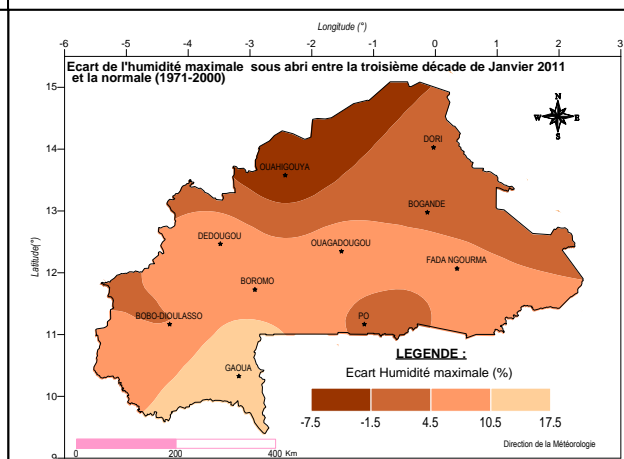 Longitude (°)
-6 -5 -4 -3 -2 -1 0 1 2 3
Ecart de l'humidité maximale sous abri entre la troisième décade de Janvier 2011
et la normale (1971-2000)
15
N
W E
S
14
DORI
OUAHIGOUYA
13
BOGANDE
DEDOUGOU
OUAGADOUGOU
FADA NGOURMA
Latitude(°)
12
BOROMO
BOBO-DIOULASSO
PO
11
LEGENDE :
Ecart Humidité maximale (%)
GAOUA
10
-7.5 -1.5 4.5 10.5 17.5
Direction de la Météorologie
9
0 200 400 Km